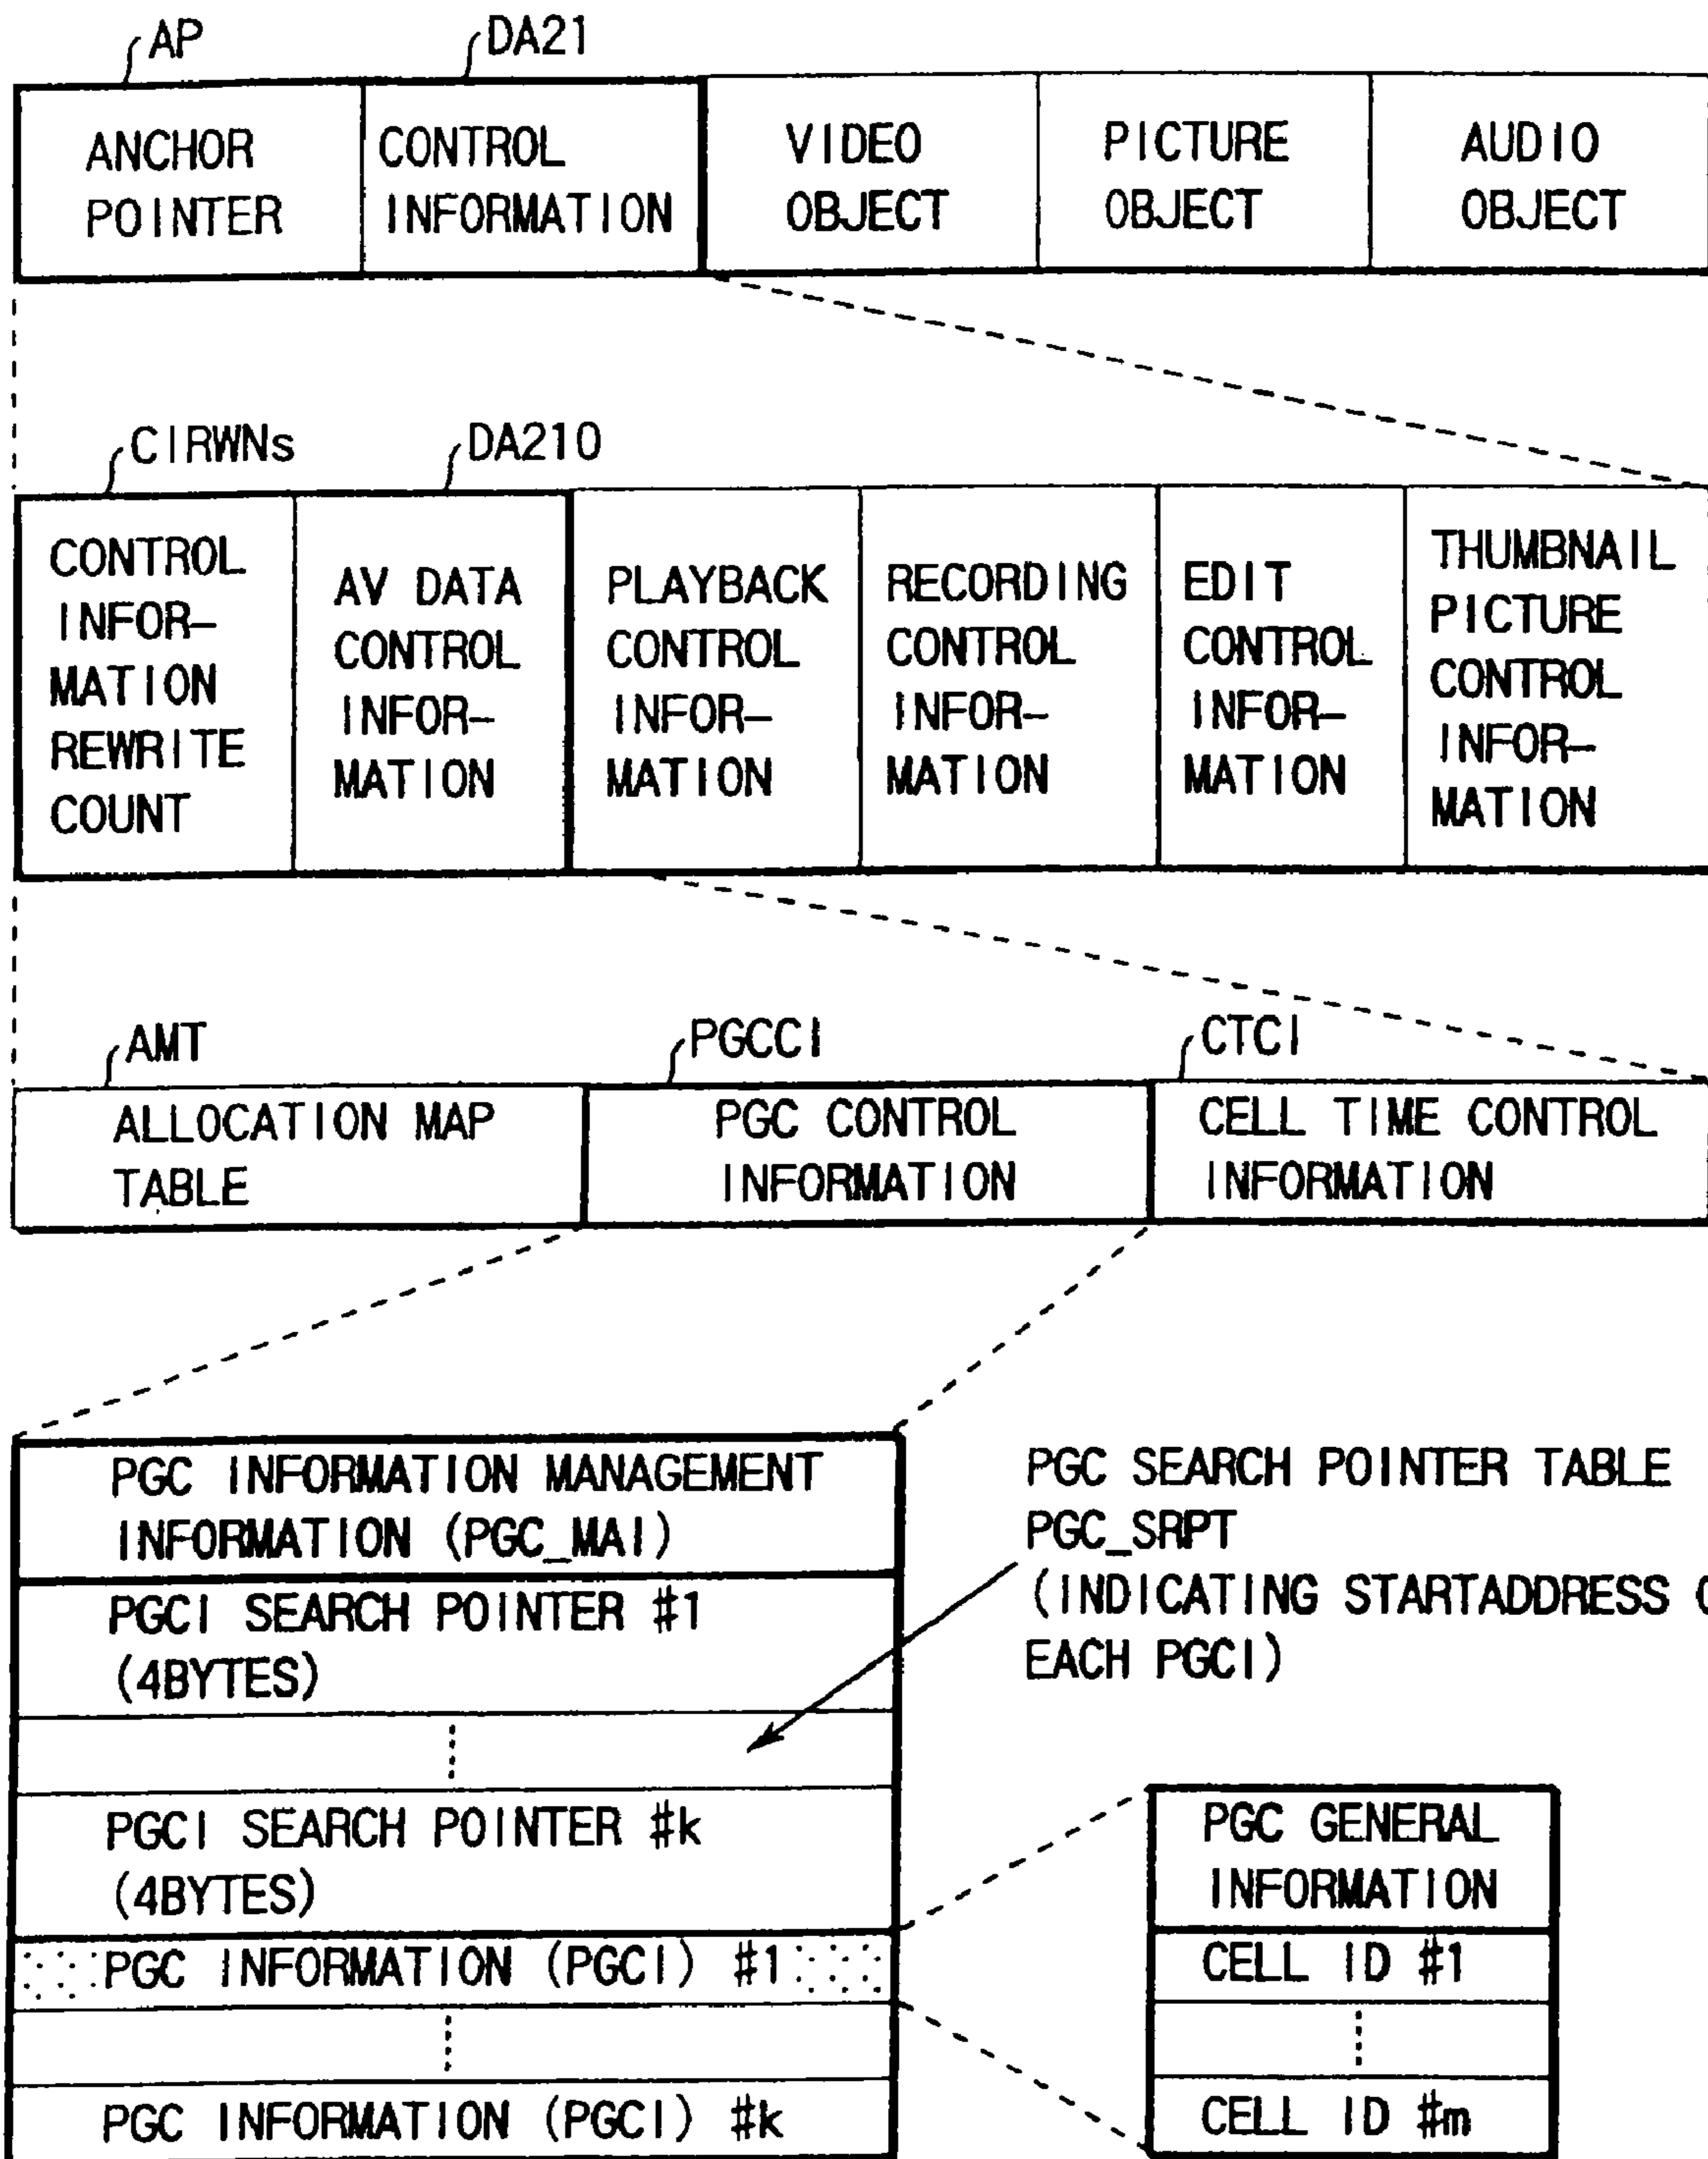 AP
DA21
ANCHOR
POINTER
CONTROL
INFORMATION
VIDEO
OBJECT
PICTURE
OBJECT
AUDIO
OBJECT
CIRWNs
DA210
CONTROL
INFOR-
MATION
REWRITE
COUNT
AV DATA
CONTROL
INFOR-
MATION
PLAYBACK
CONTROL
INFOR-
MATION
RECORDING
CONTROL
INFOR-
MATION
EDIT
CONTROL
INFOR-
MATION
THUMBNAIL
PICTURE
CONTROL
INFOR-
MATION
AMT
PGCCI
CTCI
ALLOCATION MAP
TABLE
PGC CONTROL
INFORMATION
CELL TIME CONTROL
INFORMATION
PGC INFORMATION MANAGEMENT
INFORMATION (PGC_MAI)
PGCI SEARCH POINTER #1
(4BYTES)
PGCI SEARCH POINTER #k
(4BYTES)
PGC INFORMATION (PGCI) #1
PGC INFORMATION (PGCI) #k
PGC SEARCH POINTER TABLE
PGC_SRPT
(INDICATING STARTADDRESS
EACH PGCI)
PGC GENERAL
INFORMATION
CELL ID #1
CELL ID #m